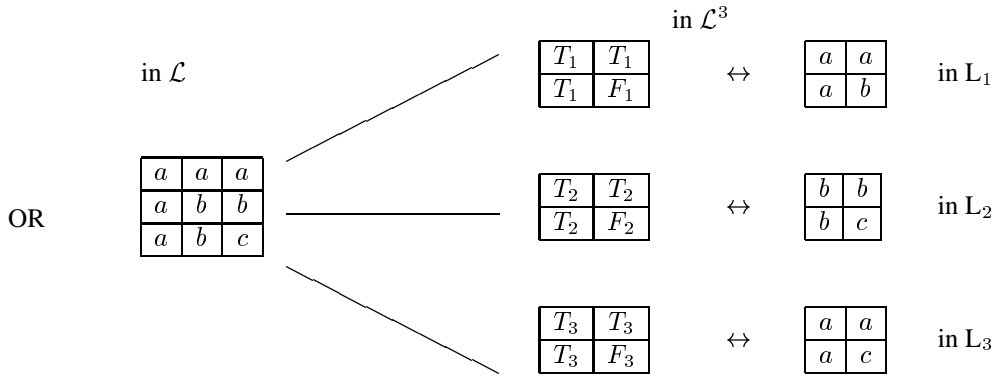 in ℒ³
in ℒ
T₁ T₁ ↔ a a in L₁
T₁ F₁ a b
OR
a a a
a b b
a b c
T₂ T₂ ↔ b b in L₂
T₂ F₂ b c
T₃ T₃ ↔ a a in L₃
T₃ F₃ a c